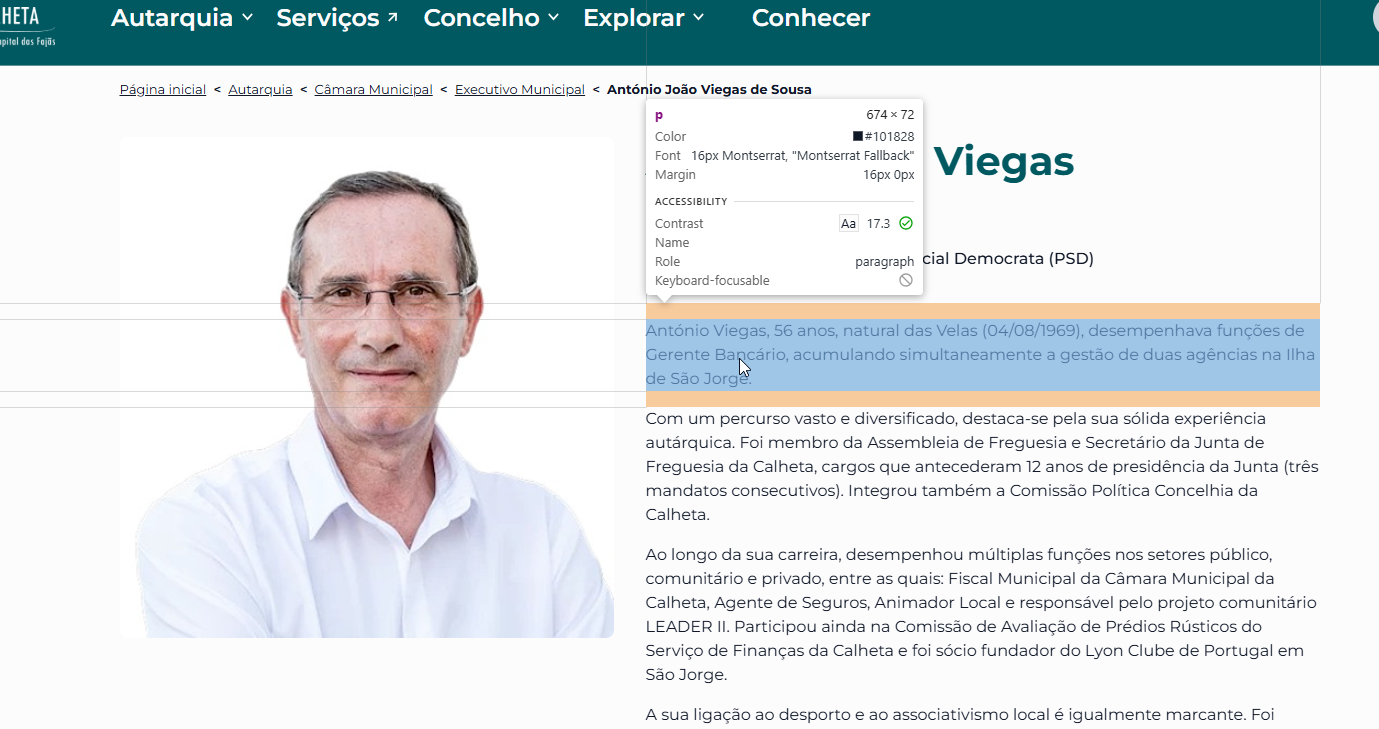 HETA
pital das Fajãs
Autarquia
Serviços
Concelho
Explorar
Conhecer
Página inicial < Autarquia < Câmara Municipal < Executivo Municipal < António João Viegas de Sousa
p 674 × 72
Color #101828
Font 16px Montserrat, "Montserrat Fallback"
Margin 16px 0px
ACCESSIBILITY
Contrast Aa 17.3
Name
Role paragraph
Keyboard-focusable
Viegas
cial Democrata (PSD)
António Viegas, 56 anos, natural das Velas (04/08/1969), desempenhava funções de
Gerente Bancário, acumulando simultaneamente a gestão de duas agências na Ilha
de São Jorge.
Com um percurso vasto e diversificado, destaca-se pela sua sólida experiência
autárquica. Foi membro da Assembleia de Freguesia e Secretário da Junta de
Freguesia da Calheta, cargos que antecederam 12 anos de presidência da Junta (três
mandatos consecutivos). Integrou também a Comissão Política Concelhia da
Calheta.
Ao longo da sua carreira, desempenhou múltiplas funções nos setores público,
comunitário e privado, entre as quais: Fiscal Municipal da Câmara Municipal da
Calheta, Agente de Seguros, Animador Local e responsável pelo projeto comunitário
LEADER II. Participou ainda na Comissão de Avaliação de Prédios Rústicos do
Serviço de Finanças da Calheta e foi sócio fundador do Lyon Clube de Portugal em
São Jorge.
A sua ligação ao desporto e ao associativismo local é igualmente marcante. Foi